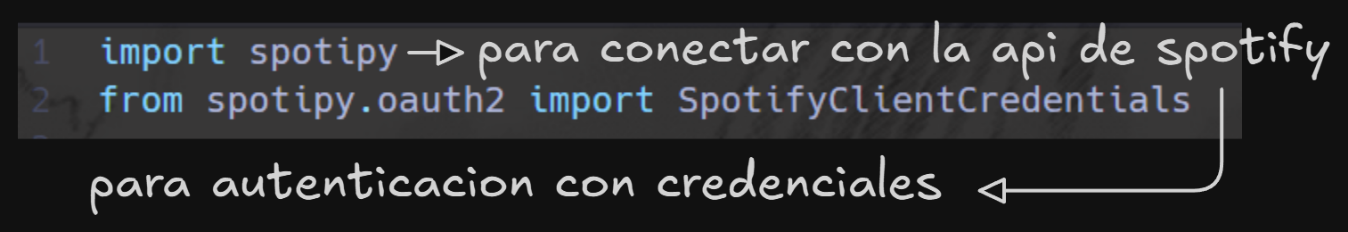 1 import spotipy para conectar con la api de spotify
2 from spotipy.oauth2 import SpotifyClientCredentials
para autenticacion con credenciales